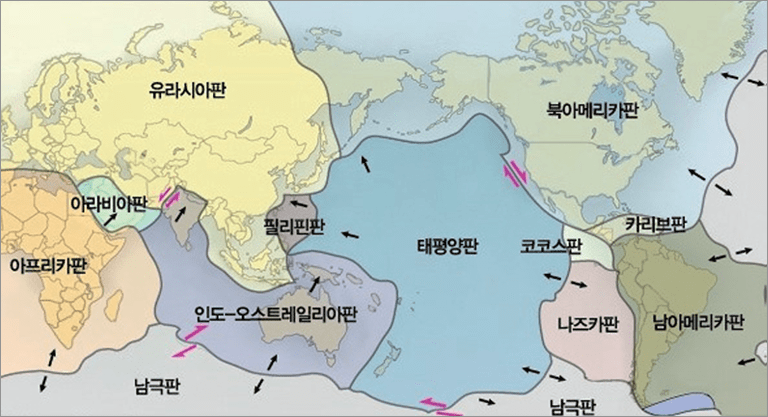 유라시아판
북아메리카판
아라비아판
필리핀판
카리브판
아프리카판
태평양판
코코스판
인도-오스트레일리아판
나즈카판
남아메리카판
남극판
남극판